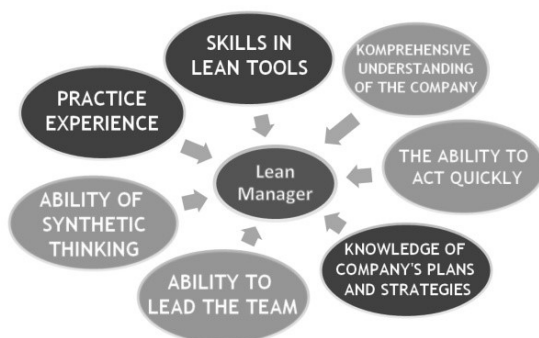 SKILLS IN
LEAN TOOLS
KOMPREHENSIVE
UNDERSTANDING
OF THE COMPANY
PRACTICE
EXPERIENCE
THE ABILITY TO
ACT QUICKLY
Lean
Manager
ABILITY OF
SYNTHETIC
THINKING
KNOWLEDGE OF
COMPANY'S PLANS
AND STRATEGIES
ABILITY TO
LEAD THE TEAM